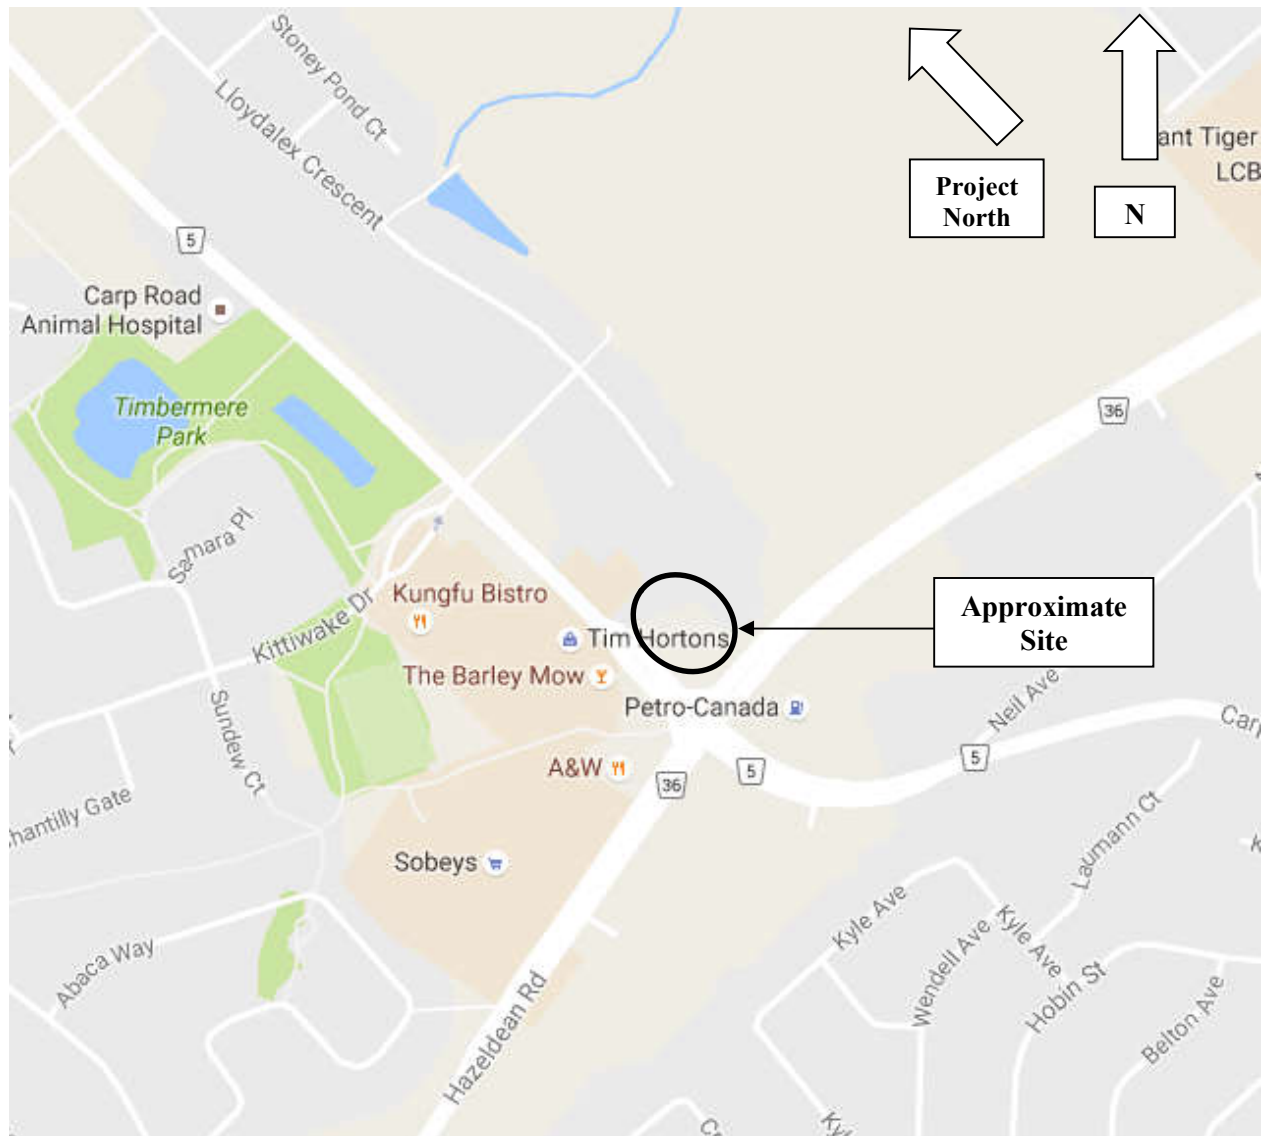 Stoney Pond Ct
Lloydalex Crescent
ant Tiger
LCB
Project
North
N
5
Carp Road
Animal Hospital
Timbermere
Park
36
Samara Pl
Kungfu Bistro
Kittiwake Dr
Tim Hortons
Approximate
Site
The Barley Mow
Petro-Canada
Neil Ave
Sundew Ct
Carp
A&W
36
5
5
hantilly Gate
Laumann Ct
Sobeys
Kyle Ave
Kyle Ave
Wendell Ave
Abaca Way
Hobin St
Belton Ave
Hazeldean Rd
Ky